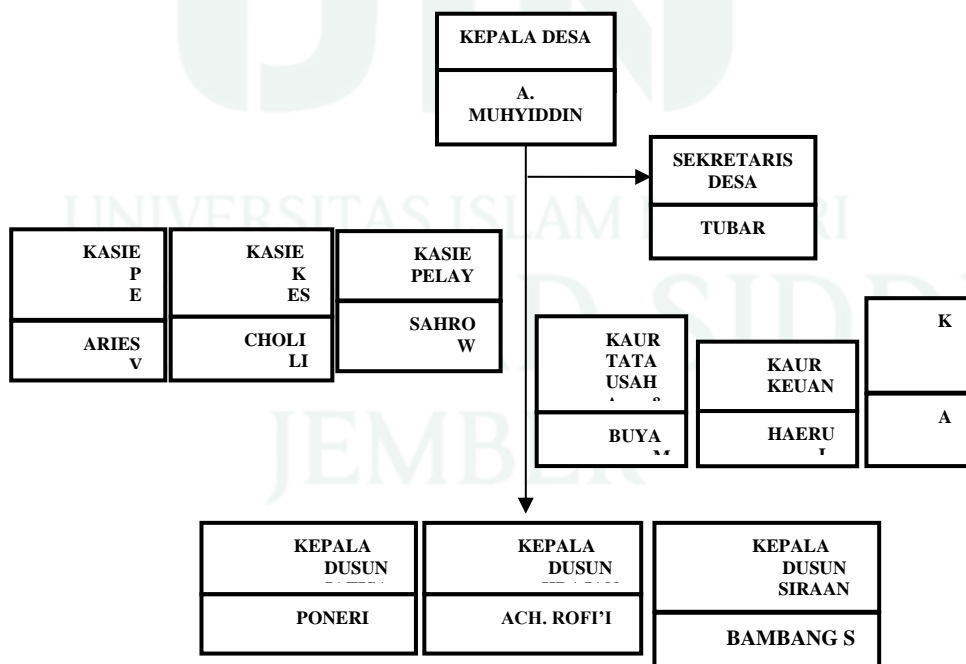 KEPALA DESA
A.
MUHYIDDIN
SEKRETARIS
DESA
TUBAR
KASIE
P
E
ARIES
V
KASIE
K
ES
CHOLI
LI
KASIE
PELAY
SAHRO
W
KAUR
TATA
USAH
BUYA
M
KAUR
KEUAN
HAERU
K
A
KEPALA
DUSUN
PONERI
KEPALA
DUSUN
ACH. ROFI'I
KEPALA
DUSUN
SIRAAN
BAMBANG S
UNIVERSITAS ISLAM
JEMBER